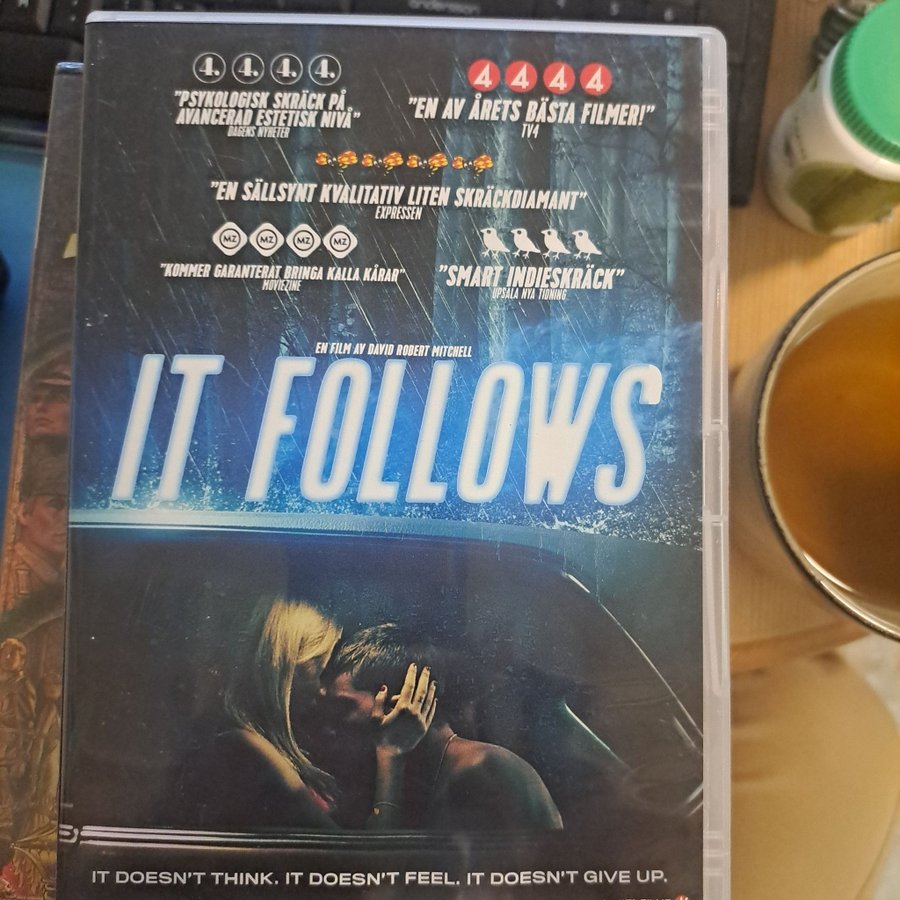 4. 4. 4. 4.
"PSYKOLOGISK SKRÄCK PÅ
AVANCERAD ESTETISK NIVÅ"
DAGENS NYHETER
4 4 4 4
"EN AV ÅRETS BÄSTA FILMER!"
TV4
"EN SÄLLSYNT KVALITATIV LITEN SKRÄCKDIAMANT"
EXPRESSEN
MZ MZ MZ MZ
"KOMMER GARANTERAT BRINGA KALLA KÅRAR"
MOVIEZINE
"SMART INDIESKRÄCK"
UPSALA NYA TIDNING
EN FILM AV DAVID ROBERT MITCHELL
IT FOLLOWS
IT DOESN'T THINK. IT DOESN'T FEEL. IT DOESN'T GIVE UP.